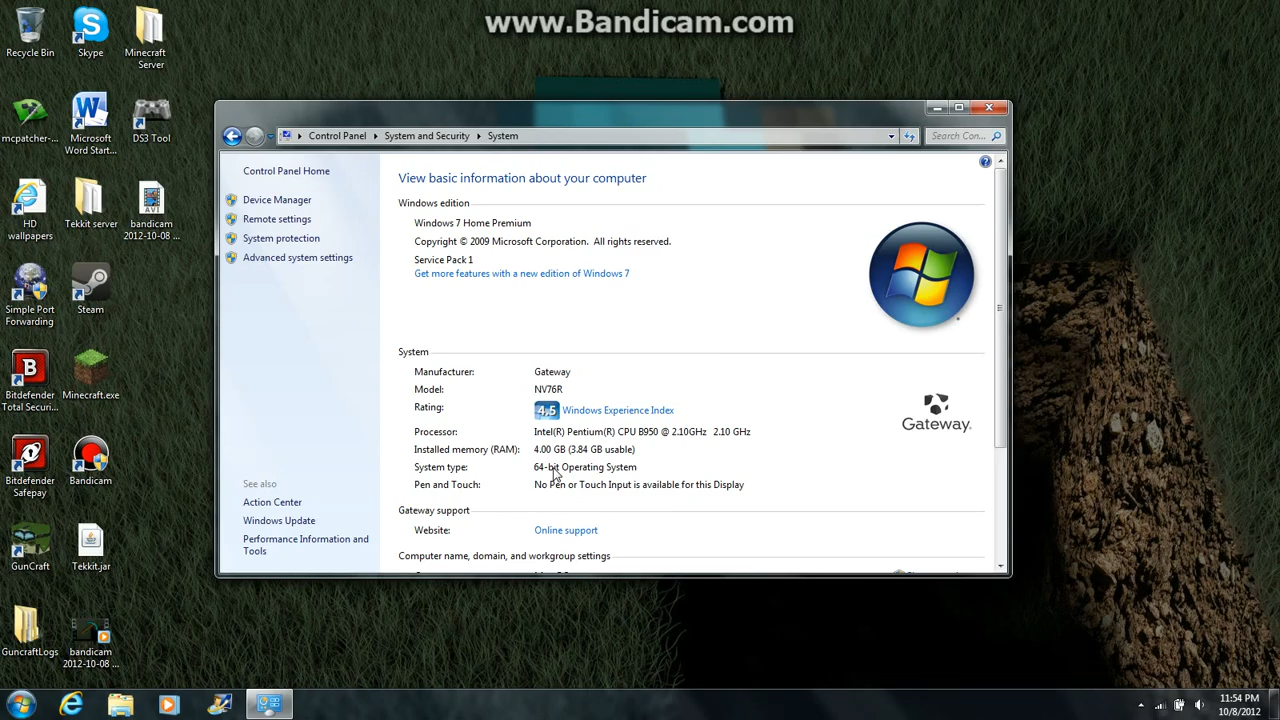 www.Bandicam.com
Recycle Bin
Skype
Minecraft
Server
mcpatcher-...
Microsoft
Word Start...
DS3 Tool
HD
wallpapers
Tekkit server
bandicam
2012-10-08 ...
Simple Port
Forwarding
Steam
Bitdefender
Total Securi...
Minecraft.exe
Bitdefender
Safepay
Bandicam
GunCraft
Tekkit.jar
GuncraftLogs
bandicam
2012-10-08 ...
Control Panel System and Security System
Search Con...
Control Panel Home
Device Manager
Remote settings
System protection
Advanced system settings
See also
Action Center
Windows Update
Performance Information and
Tools
View basic information about your computer
Windows edition
Windows 7 Home Premium
Copyright © 2009 Microsoft Corporation. All rights reserved.
Service Pack 1
Get more features with a new edition of Windows 7
System
Manufacturer: Gateway
Model: NV76R
Rating: 4.5 Windows Experience Index
Processor: Intel(R) Pentium(R) CPU B950 @ 2.10GHz 2.10 GHz
Installed memory (RAM): 4.00 GB (3.84 GB usable)
System type: 64-bit Operating System
Pen and Touch: No Pen or Touch Input is available for this Display
Gateway.
Gateway support
Website: Online support
Computer name, domain, and workgroup settings
11:54 PM
10/8/2012